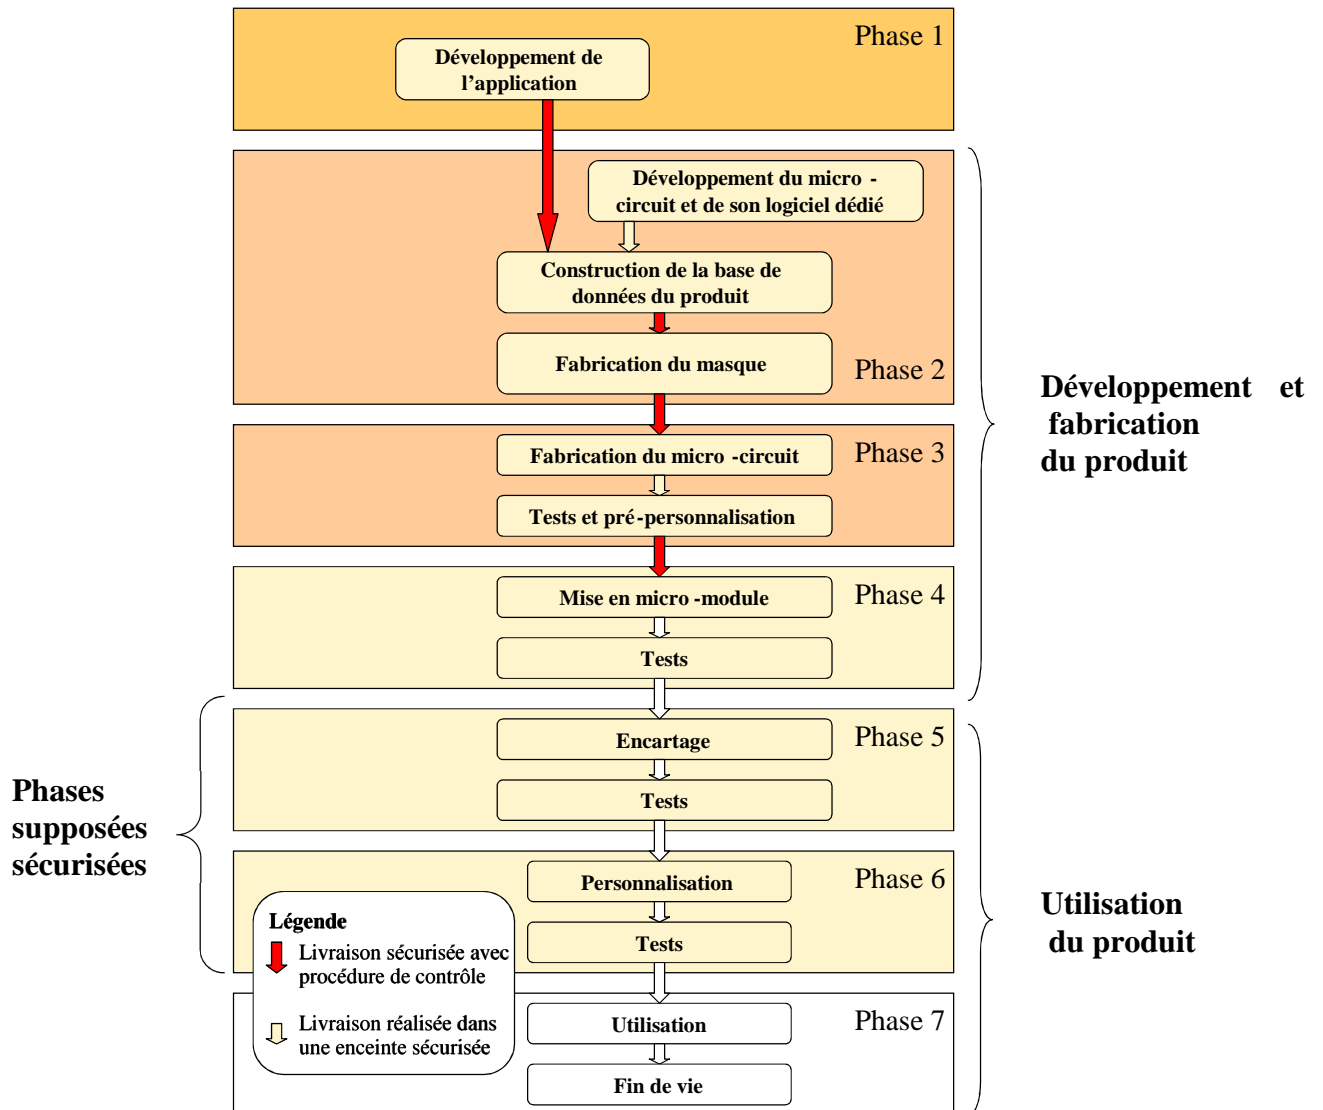 Phase 1
Développement de
l'application
Développement du micro -
circuit et de son logiciel dédié
Construction de la base de
données du produit
Fabrication du masque
Phase 2
Développement et
fabrication
du produit
Phase 3
Fabrication du micro -circuit
Tests et pré-personnalisation
Phase 4
Mise en micro -module
Tests
Phase 5
Encartage
Tests
Phases
supposées
sécurisées
Phase 6
Personnalisation
Tests
Utilisation
du produit
Légende
Livraison sécurisée avec
procédure de contrôle
Livraison réalisée dans
une enceinte sécurisée
Phase 7
Utilisation
Fin de vie